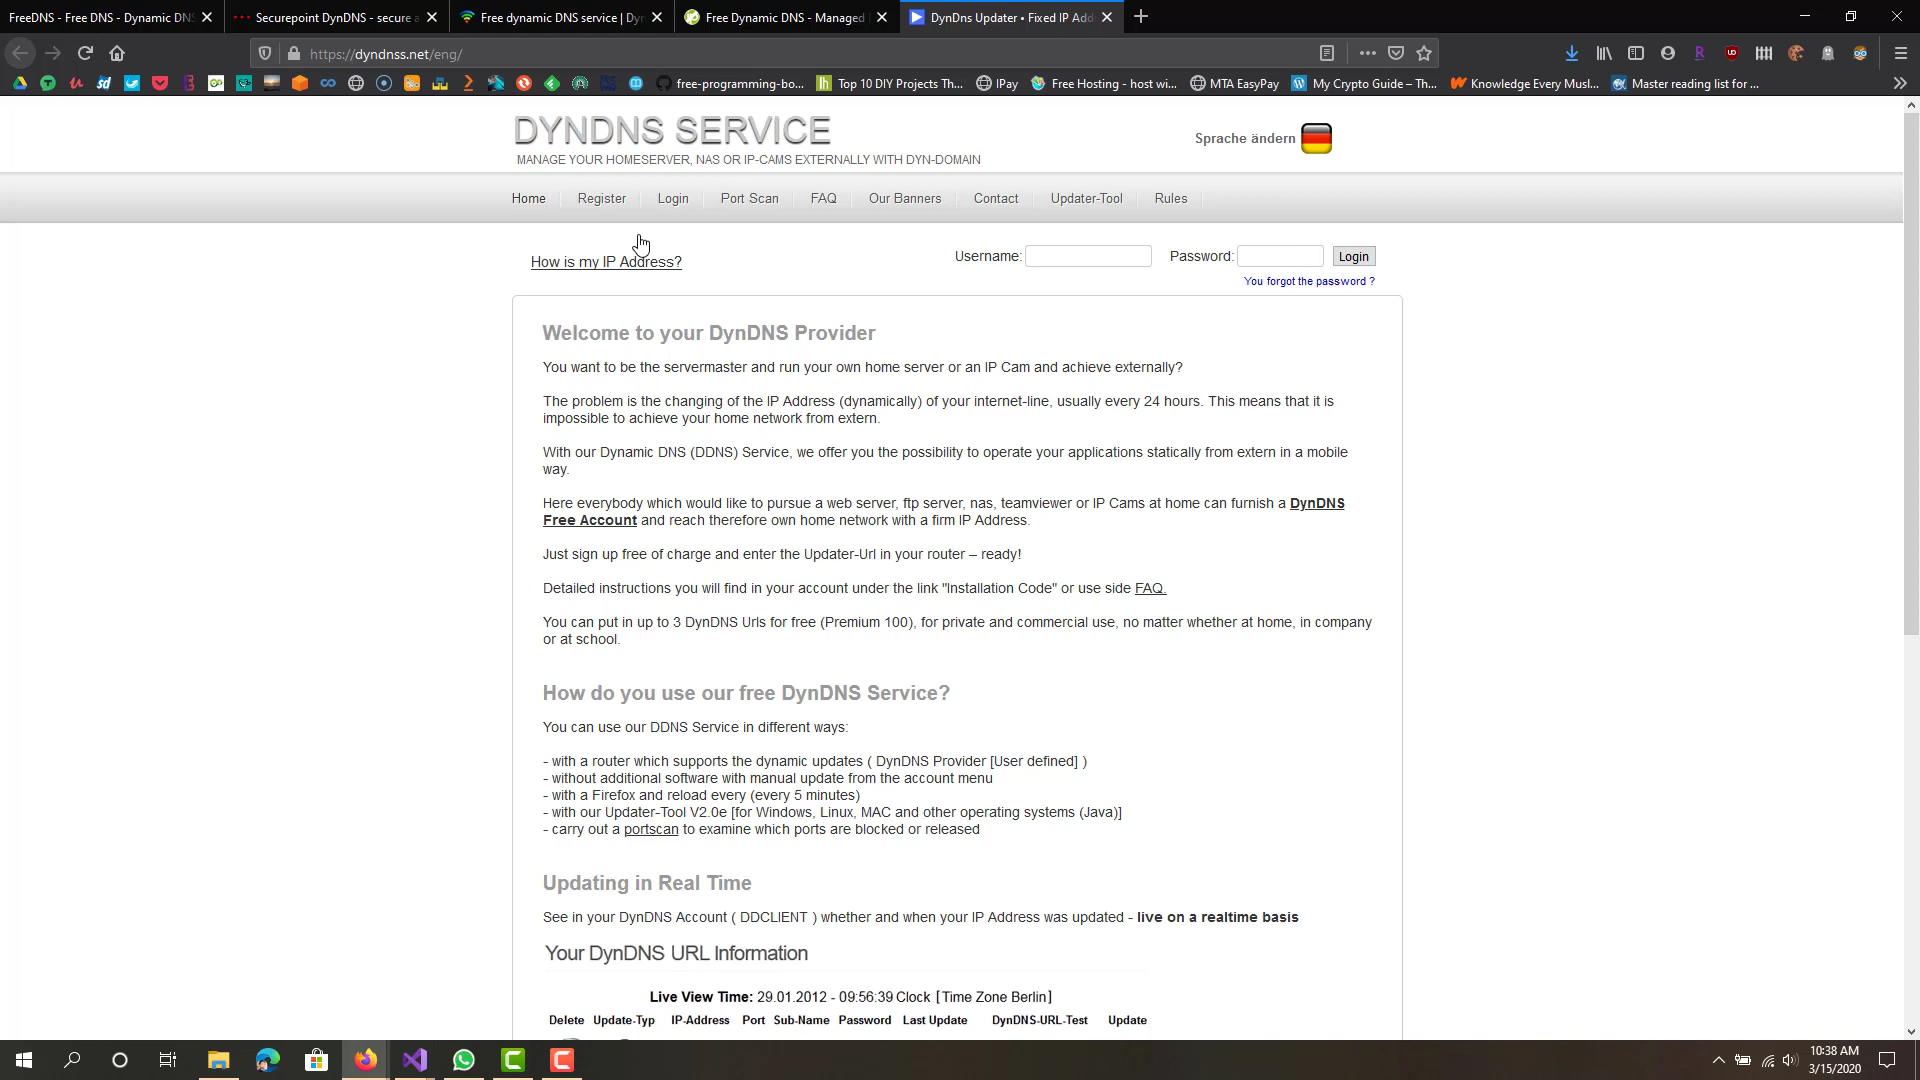 FreeDNS - Free DNS - Dynamic DNS
Securepoint DynDNS - secure a
Free dynamic DNS service | Dyn
Free Dynamic DNS - Managed
DynDns Updater • Fixed IP Add
https://dyndnss.net/eng/
free-programming-bo...
Top 10 DIY Projects Th...
IPay
Free Hosting - host wi...
MTA EasyPay
My Crypto Guide – Th...
Knowledge Every Musl...
Master reading list for ...
DYNDNS SERVICE
MANAGE YOUR HOMESERVER, NAS OR IP-CAMS EXTERNALLY WITH DYN-DOMAIN
Sprache ändern
Home Register Login Port Scan FAQ Our Banners Contact Updater-Tool Rules
How is my IP Address?
Username: Password: Login
You forgot the password ?
Welcome to your DynDNS Provider
You want to be the servermaster and run your own home server or an IP Cam and achieve externally?
The problem is the changing of the IP Address (dynamically) of your internet-line, usually every 24 hours. This means that it is
impossible to achieve your home network from extern.
With our Dynamic DNS (DDNS) Service, we offer you the possibility to operate your applications statically from extern in a mobile
way.
Here everybody which would like to pursue a web server, ftp server, nas, teamviewer or IP Cams at home can furnish a DynDNS
Free Account and reach therefore own home network with a firm IP Address.
Just sign up free of charge and enter the Updater-Url in your router – ready!
Detailed instructions you will find in your account under the link "Installation Code" or use side FAQ.
You can put in up to 3 DynDNS Urls for free (Premium 100), for private and commercial use, no matter whether at home, in company
or at school.
How do you use our free DynDNS Service?
You can use our DDNS Service in different ways:
- with a router which supports the dynamic updates ( DynDNS Provider [User defined] )
- without additional software with manual update from the account menu
- with a Firefox and reload every (every 5 minutes)
- with our Updater-Tool V2.0e [for Windows, Linux, MAC and other operating systems (Java)]
- carry out a portscan to examine which ports are blocked or released
Updating in Real Time
See in your DynDNS Account ( DDCLIENT ) whether and when your IP Address was updated - live on a realtime basis
Your DynDNS URL Information
Live View Time: 29.01.2012 - 09:56:39 Clock [Time Zone Berlin]
Delete Update-Typ IP-Address Port Sub-Name Password Last Update DynDNS-URL-Test Update
10:38 AM
3/15/2020